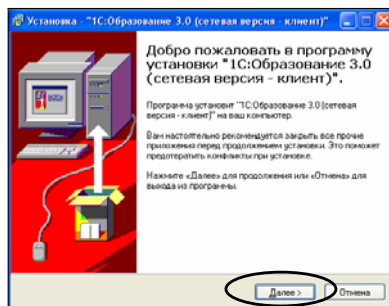 Установка - "1С:Образование 3.0 (сетевая версия - клиент)"
Добро пожаловать в программу
установки "1С:Образование 3.0
(сетевая версия - клиент)".
Программа установит "1С:Образование 3.0 (сетевая
версия - клиент)" на ваш компьютер.
Вам настоятельно рекомендуется закрыть все прочие
приложения перед продолжением установки. Это поможет
предотвратить конфликты при установке.
Нажмите «Далее» для продолжения или «Отмена» для
выхода из программы.
Далее > Отмена